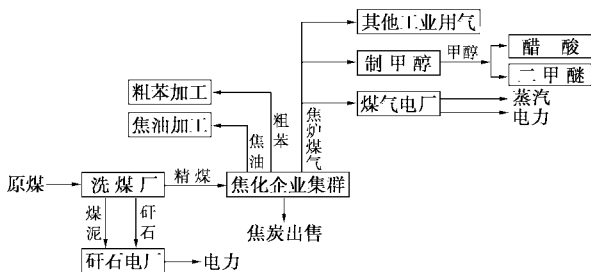 其他工业用气
制甲醇
甲醇
醋酸
二甲醚
粗苯加工
煤气电厂
蒸汽
电力
焦油加工
焦油
粗苯
焦炉煤气
原煤
洗煤厂
精煤
焦化企业集群
煤泥
矸石
焦炭出售
矸石电厂
电力